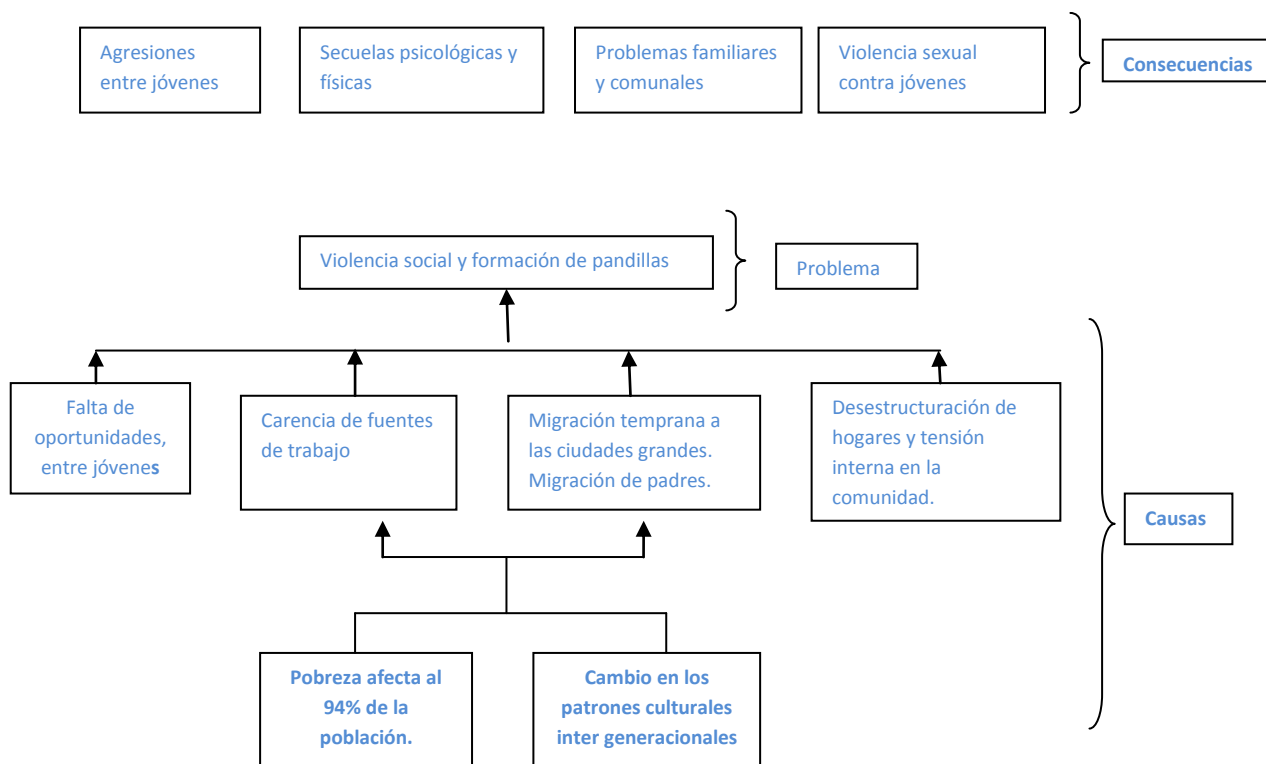 Agresiones
entre jóvenes
Secuelas psicológicas y
físicas
Problemas familiares
y comunales
Violencia sexual
contra jóvenes
Consecuencias
Violencia social y formación de pandillas
Problema
Falta de
oportunidades,
entre jóvenes
Carencia de fuentes
de trabajo
Migración temprana a
las ciudades grandes.
Migración de padres.
Desestructuración de
hogares y tensión
interna en la
comunidad.
Causas
Pobreza afecta al
94% de la
población.
Cambio en los
patrones culturales
inter generacionales